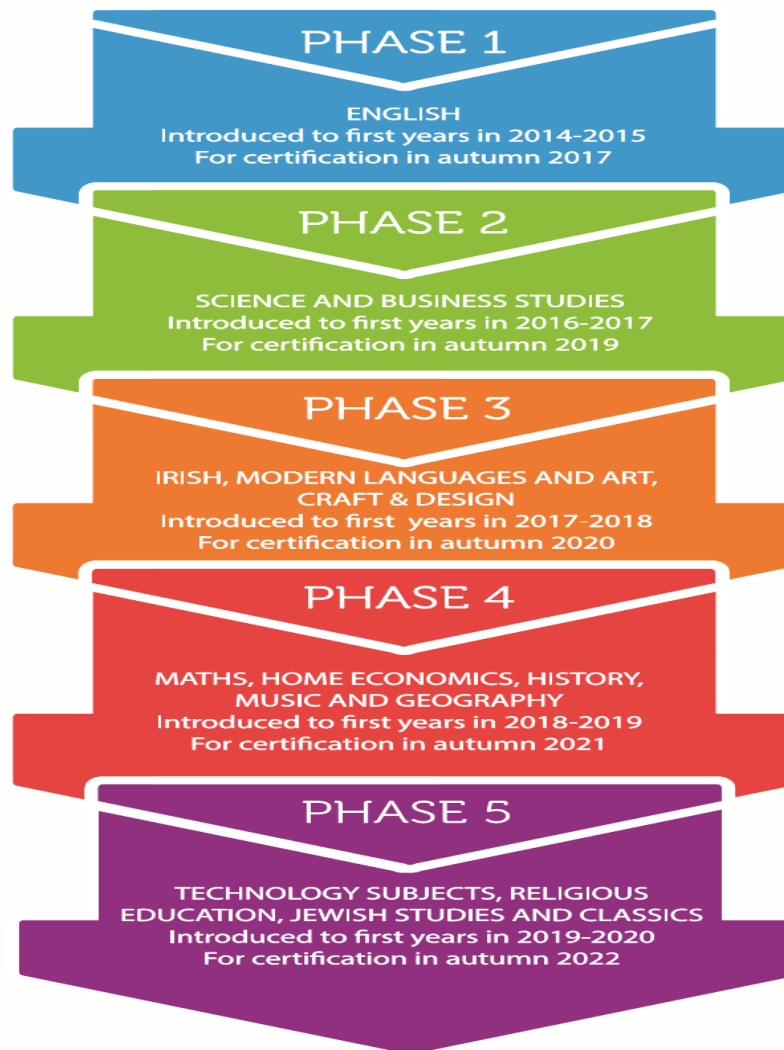 PHASE 1
ENGLISH
Introduced to first years in 2014-2015
For certification in autumn 2017
PHASE 2
SCIENCE AND BUSINESS STUDIES
Introduced to first years in 2016-2017
For certification in autumn 2019
PHASE 3
IRISH, MODERN LANGUAGES AND ART,
CRAFT & DESIGN
Introduced to first years in 2017-2018
For certification in autumn 2020
PHASE 4
MATHS, HOME ECONOMICS, HISTORY,
MUSIC AND GEOGRAPHY
Introduced to first years in 2018-2019
For certification in autumn 2021
PHASE 5
TECHNOLOGY SUBJECTS, RELIGIOUS
EDUCATION, JEWISH STUDIES AND CLASSICS
Introduced to first years in 2019-2020
For certification in autumn 2022